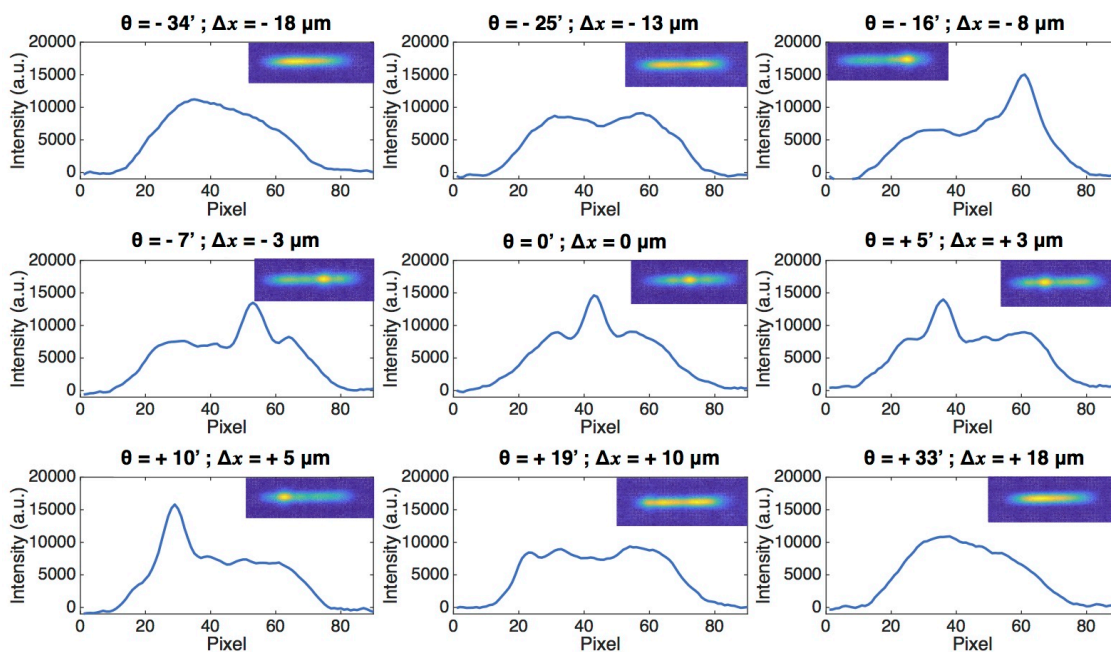 θ = - 34’ ; Δx = - 18 µm
θ = - 25’ ; Δx = - 13 µm
θ = - 16’ ; Δx = - 8 µm
Intensity (a.u.)
20000
15000
10000
5000
0
0 20 40 60 80
Pixel
Intensity (a.u.)
20000
15000
10000
5000
0
0 20 40 60 80
Pixel
Intensity (a.u.)
20000
15000
10000
5000
0
0 20 40 60 80
Pixel
θ = - 7’ ; Δx = - 3 µm
θ = 0’ ; Δx = 0 µm
θ = + 5’ ; Δx = + 3 µm
Intensity (a.u.)
20000
15000
10000
5000
0
0 20 40 60 80
Pixel
Intensity (a.u.)
20000
15000
10000
5000
0
0 20 40 60 80
Pixel
Intensity (a.u.)
20000
15000
10000
5000
0
0 20 40 60 80
Pixel
θ = + 10’ ; Δx = + 5 µm
θ = + 19’ ; Δx = + 10 µm
θ = + 33’ ; Δx = + 18 µm
Intensity (a.u.)
20000
15000
10000
5000
0
0 20 40 60 80
Pixel
Intensity (a.u.)
20000
15000
10000
5000
0
0 20 40 60 80
Pixel
Intensity (a.u.)
20000
15000
10000
5000
0
0 20 40 60 80
Pixel